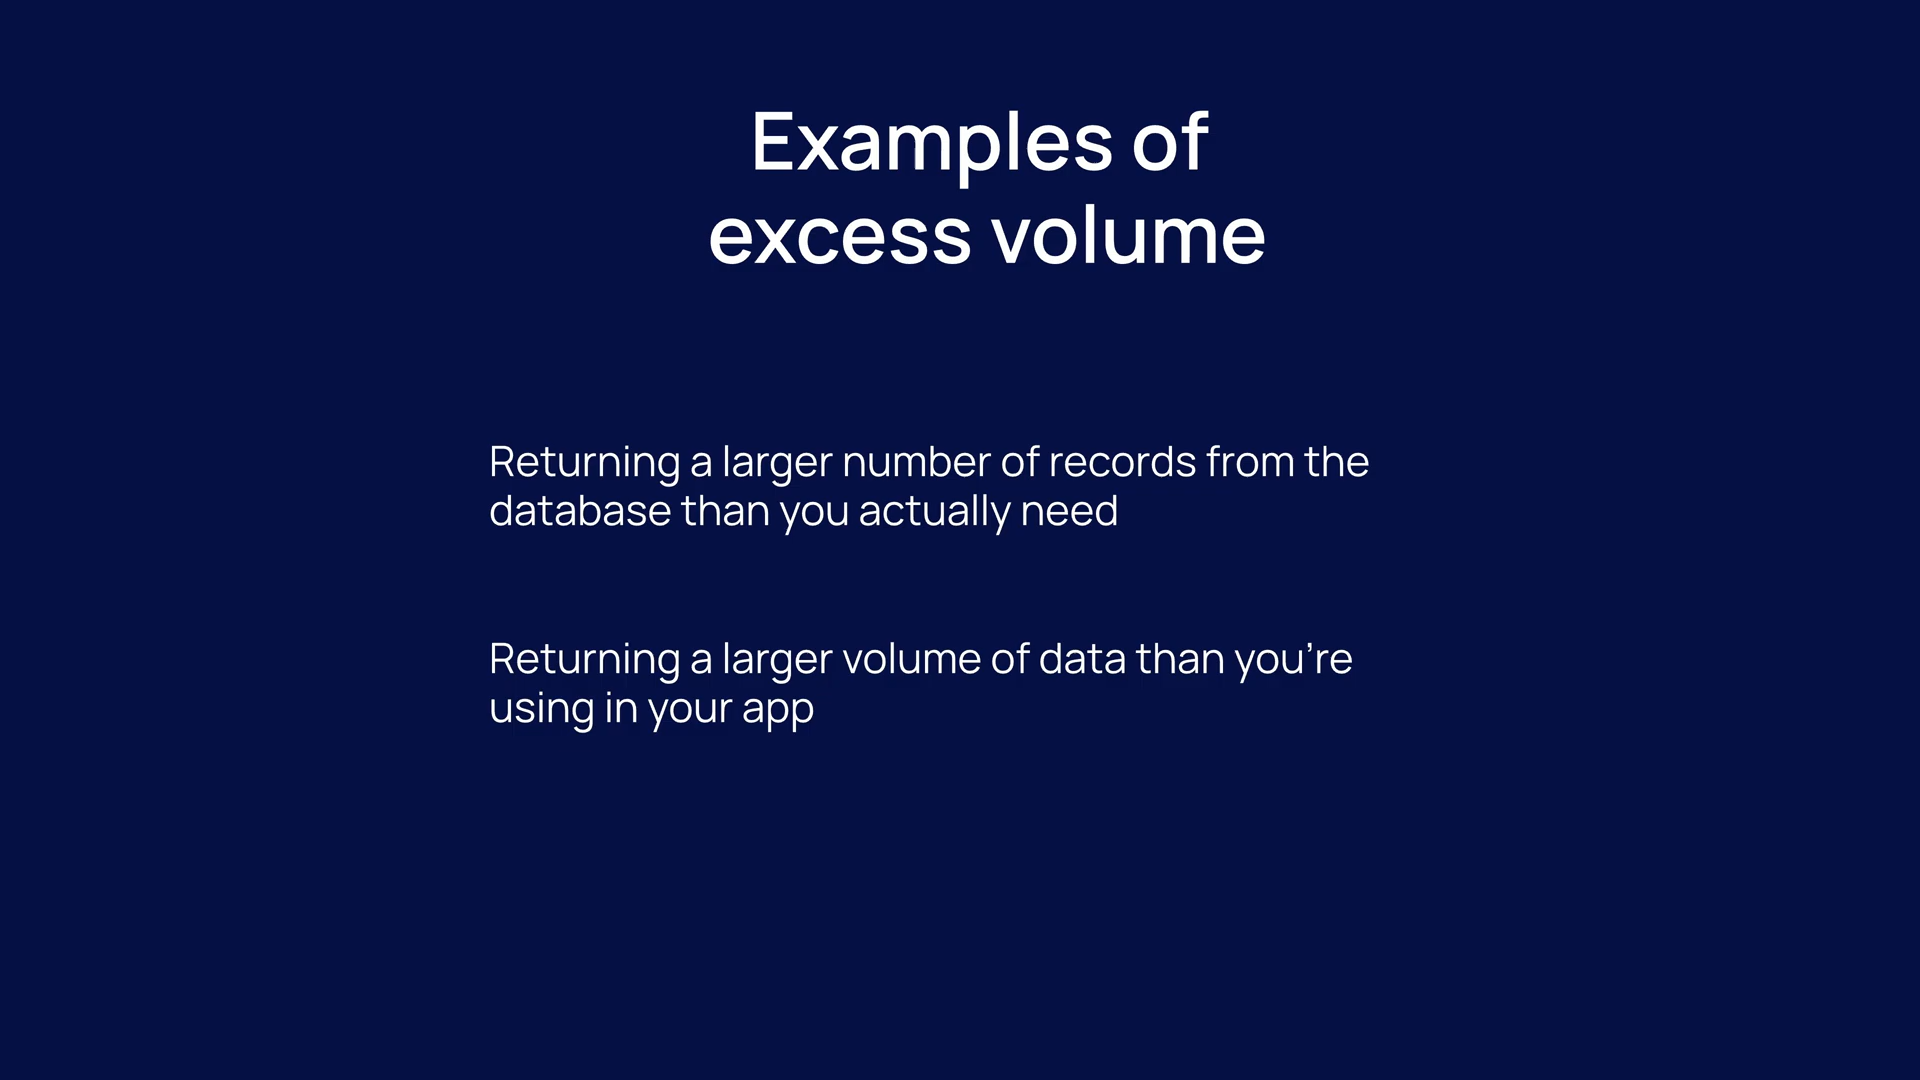 Examples of
excess volume
Returning a larger number of records from the
database than you actually need
Returning a larger volume of data than you’re
using in your app